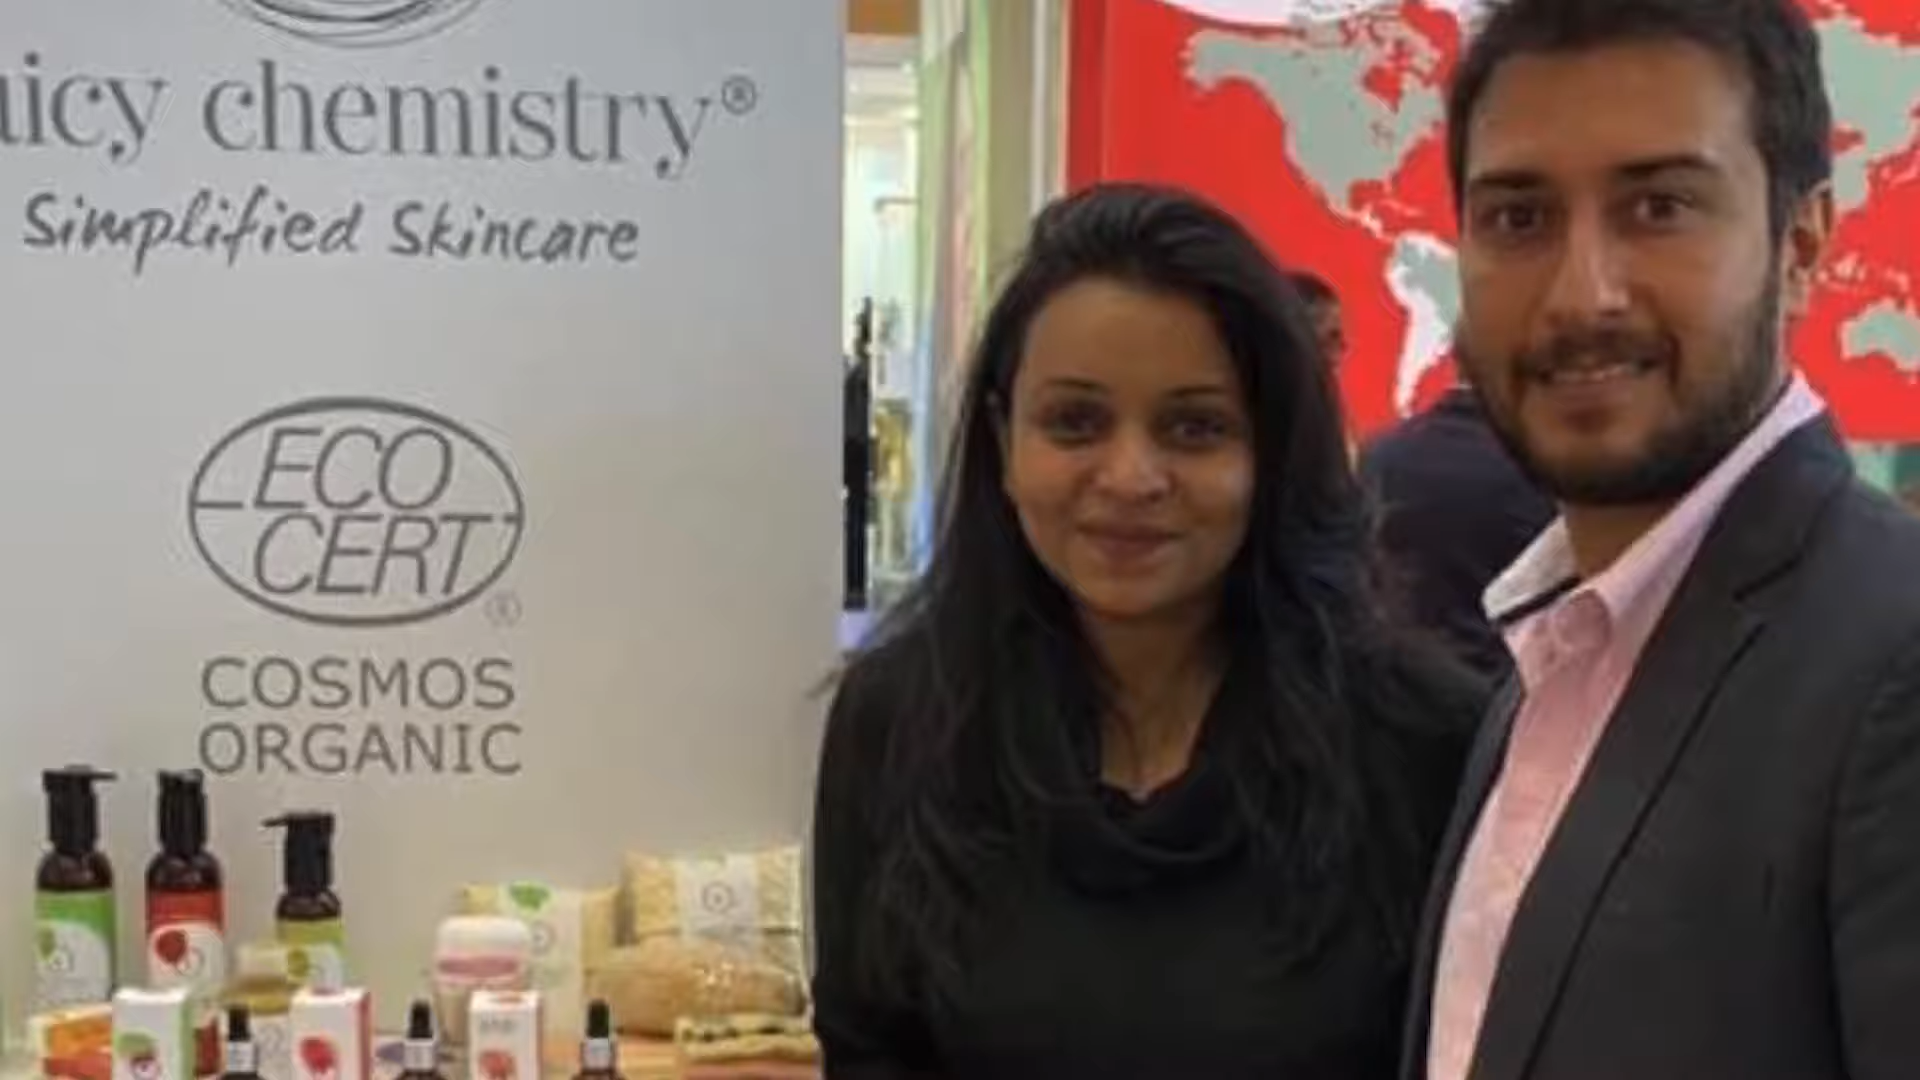 uicy chemistry®
Simplified Skincare
ECO
CERT
®
COSMOS
ORGANIC